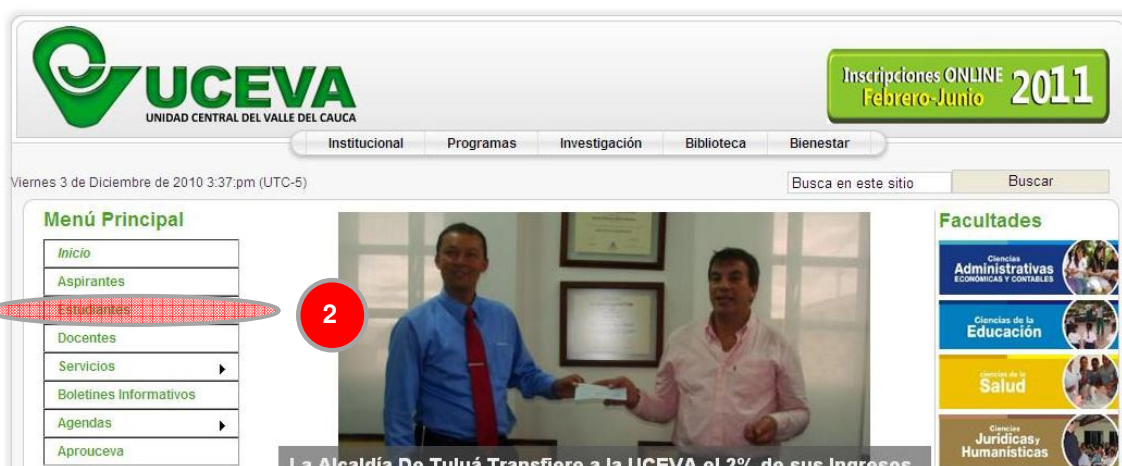 UCEVA
UNIDAD CENTRAL DEL VALLE DEL CAUCA
Inscripciones ONLINE 2011
Febrero-Junio
Institucional Programas Investigación Biblioteca Bienestar
Viernes 3 de Diciembre de 2010 3:37:pm (UTC-5)
Busca en este sitio Buscar
Menú Principal
Inicio
Aspirantes
Estudiantes
Docentes
Servicios
Boletines Informativos
Agendas
Aprouceva
2
La Alcaldía De Tuluá Transfiere a la UCEVA el 2% de sus Ingresos
Facultades
Ciencias
Administrativas
ECONÓMICAS Y CONTABLES
Ciencias de la
Educación
ciencias de la
Salud
Ciencias
Jurídicas y
Humanísticas